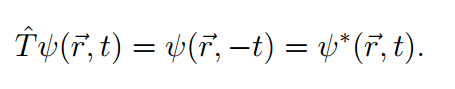 T̂ψ(r⃗, t) = ψ(r⃗, −t) = ψ*(r⃗, t).